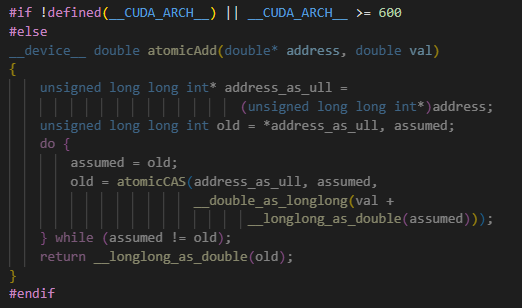 #if !defined(__CUDA_ARCH__) || __CUDA_ARCH__ >= 600
#else
__device__ double atomicAdd(double* address, double val)
{
    unsigned long long int* address_as_ull =
                              (unsigned long long int*)address;
    unsigned long long int old = *address_as_ull, assumed;
    do {
        assumed = old;
        old = atomicCAS(address_as_ull, assumed,
                        __double_as_longlong(val +
                               __longlong_as_double(assumed)));
    } while (assumed != old);
    return __longlong_as_double(old);
}
#endif